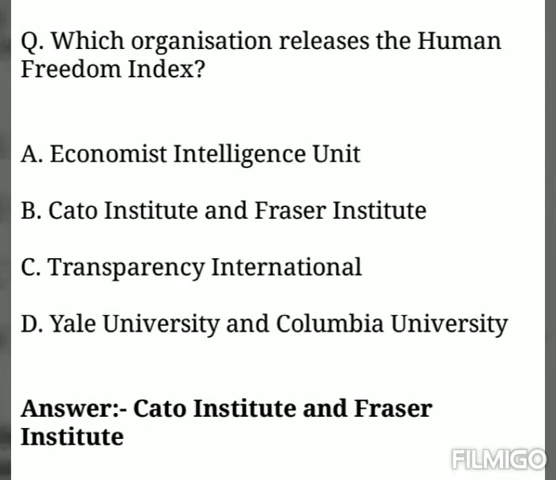 Q. Which organisation releases the Human
Freedom Index?
A. Economist Intelligence Unit
B. Cato Institute and Fraser Institute
C. Transparency International
D. Yale University and Columbia University
Answer:- Cato Institute and Fraser
Institute
FILMIGO